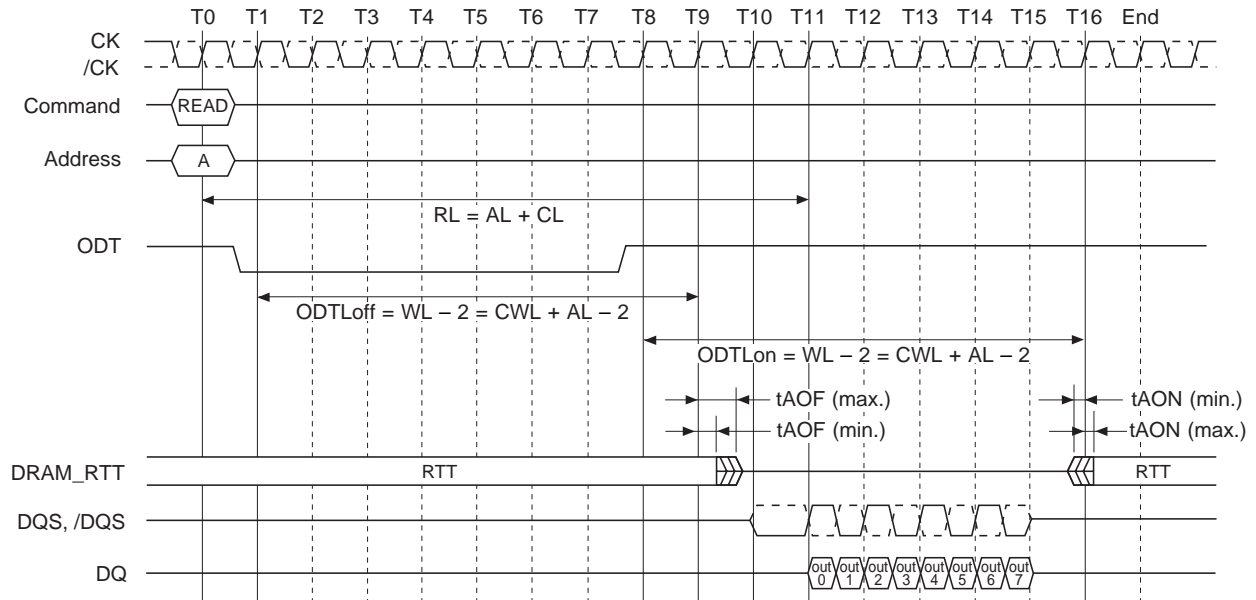 T0 T1 T2 T3 T4 T5 T6 T7 T8 T9 T10 T11 T12 T13 T14 T15 T16 End
CK
/CK
Command READ
Address A
RL = AL + CL
ODT
ODTLoff = WL – 2 = CWL + AL – 2
ODTLon = WL – 2 = CWL + AL – 2
tAOF (max.) tAON (min.)
tAOF (min.) tAON (max.)
DRAM_RTT RTT RTT
DQS, /DQS
DQ out 0 out 1 out 2 out 3 out 4 out 5 out 6 out 7